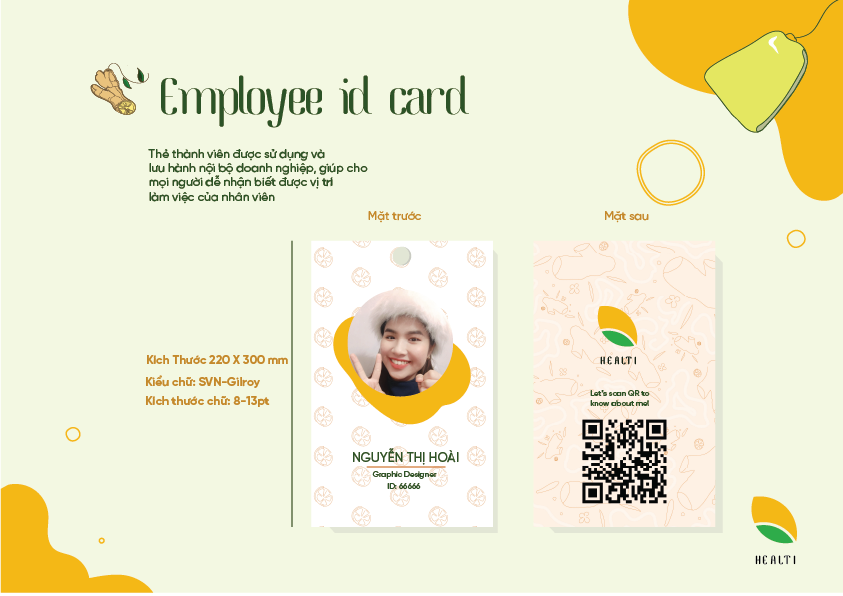 Employee id card
Thẻ thành viên được sử dụng và
lưu hành nội bộ doanh nghiệp, giúp cho
mọi người dễ nhận biết được vị trí
làm việc của nhân viên
Mặt trước
Mặt sau
Kích Thước 220 X 300 mm
Kiểu chữ: SVN-Gilroy
Kích thước chữ: 8-13pt
NGUYỄN THỊ HOÀI
Graphic Designer
ID: 66666
HEALTI
Let's scan QR to
know about me!
HEALTI